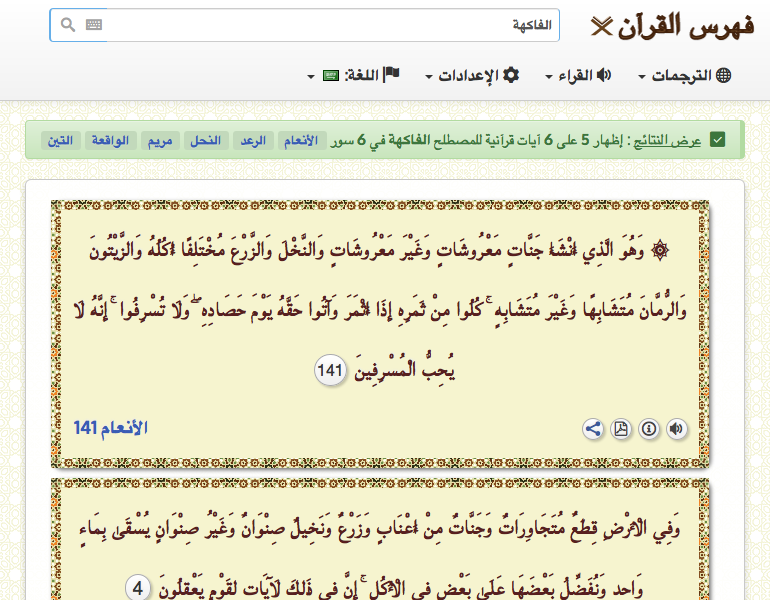 فهرس القرآن
الفاكهة
الترجمات
القراء
الإعدادات
اللغة:
عرض النتائج : إظهار 5 على 6 آيات قرآنية للمصطلح الفاكهة في 6 سور الأنعام الرعد النحل مريم الواقعة التين
۞ وَهُوَ الَّذِي أَنْشَأَ جَنَّاتٍ مَعْرُوشَاتٍ وَغَيْرَ مَعْرُوشَاتٍ وَالنَّخْلَ وَالزَّرْعَ مُخْتَلِفًا أُكُلُهُ وَالزَّيْتُونَ
وَالرُّمَّانَ مُتَشَابِهًا وَغَيْرَ مُتَشَابِهٍ ۚ كُلُوا مِنْ ثَمَرِهِ إِذَا أَثْمَرَ وَآتُوا حَقَّهُ يَوْمَ حَصَادِهِ ۖ وَلَا تُسْرِفُوا ۚ إِنَّهُ لَا
يُحِبُّ الْمُسْرِفِينَ 141
الأنعام 141
وَفِي الْأَرْضِ قِطَعٌ مُتَجَاوِرَاتٌ وَجَنَّاتٌ مِنْ أَعْنَابٍ وَزَرْعٌ وَنَخِيلٌ صِنْوَانٌ وَغَيْرُ صِنْوَانٍ يُسْقَىٰ بِمَاءٍ
وَاحِدٍ وَنُفَضِّلُ بَعْضَهَا عَلَىٰ بَعْضٍ فِي الْأُكُلِ ۚ إِنَّ فِي ذَٰلِكَ لَآيَاتٍ لِقَوْمٍ يَعْقِلُونَ 4